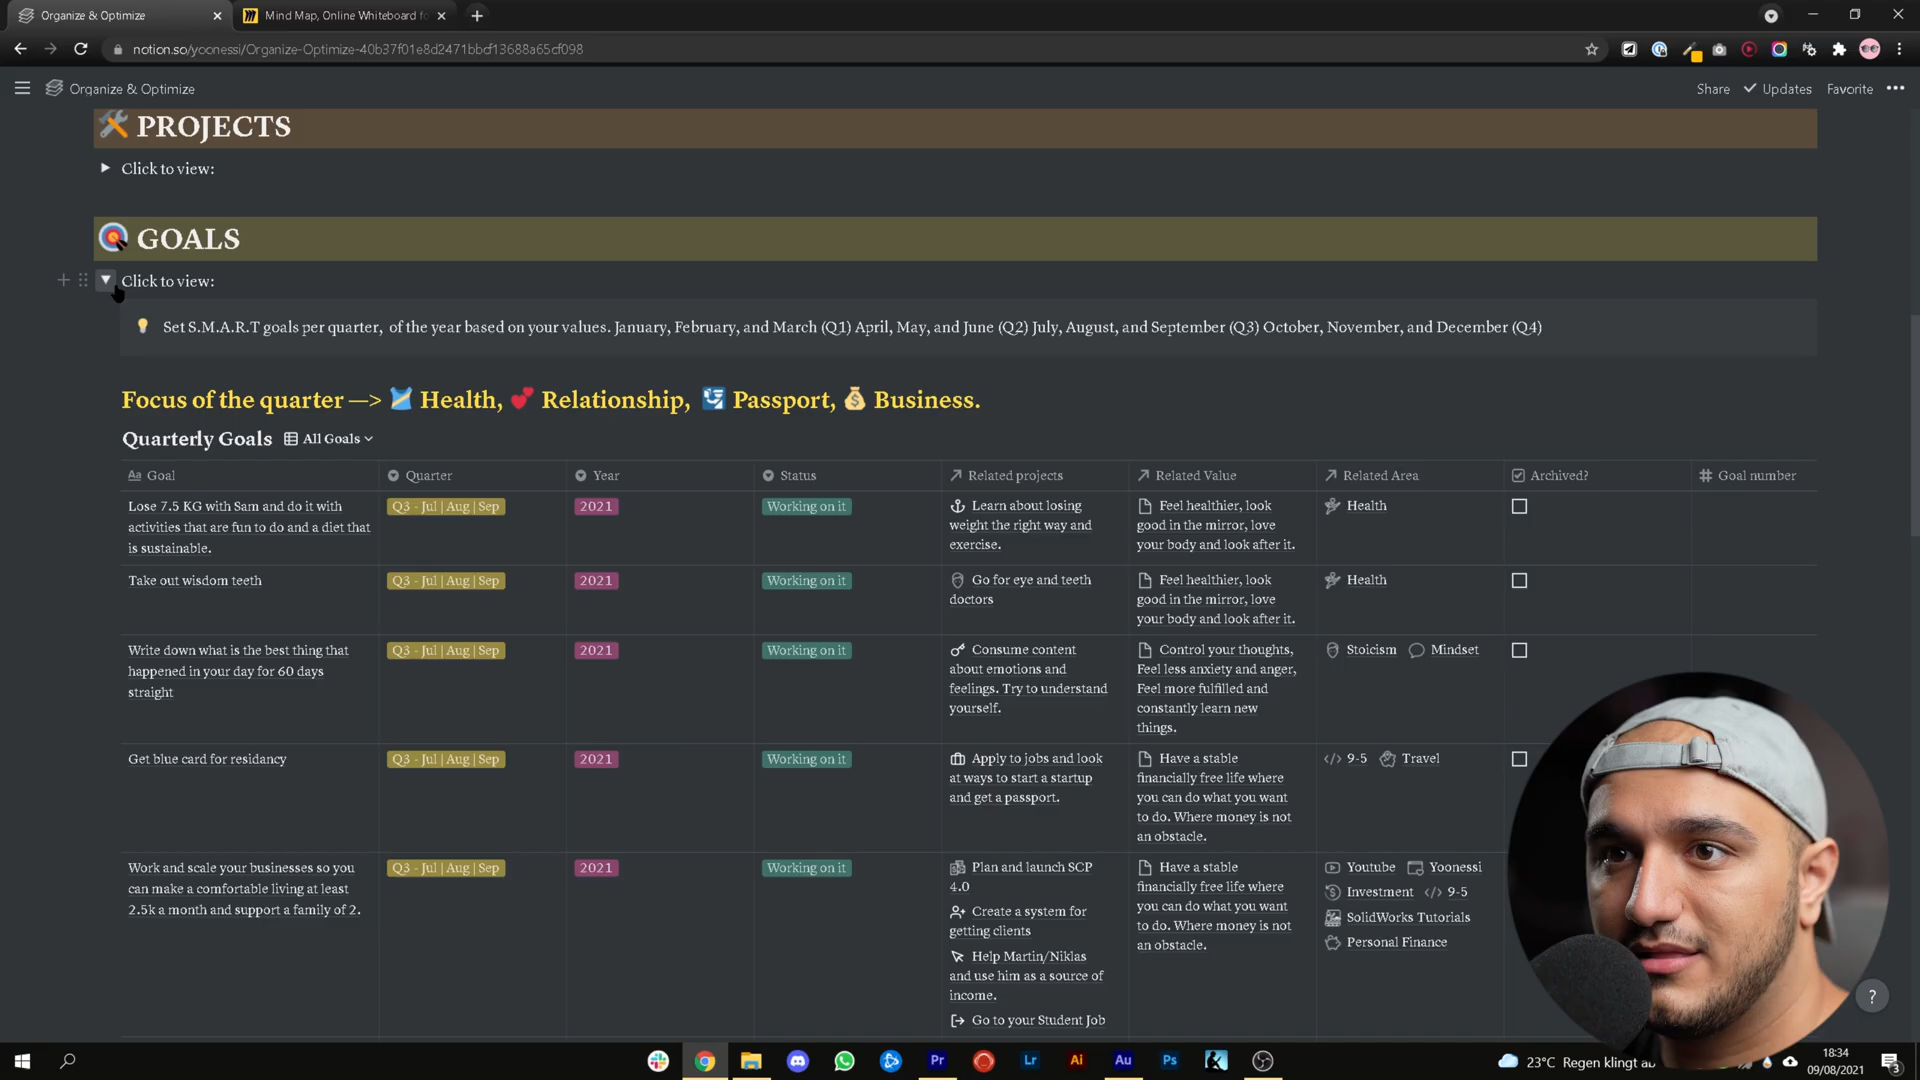 Organize & Optimize
Mind Map, Online Whiteboard fo
notion.so/yoonessi/Organize-Optimize-40b37f01e8d2471bbcf13688a65cf098
Organize & Optimize
Share
Updates
Favorite
PROJECTS
Click to view:
GOALS
Click to view:
Set S.M.A.R.T goals per quarter, of the year based on your values. January, February, and March (Q1) April, May, and June (Q2) July, August, and September (Q3) October, November, and December (Q4)
Focus of the quarter —> Health, Relationship, Passport, Business.
Quarterly Goals All Goals
Aa Goal
Quarter
Year
Status
Related projects
Related Value
Related Area
Archived?
# Goal number
Lose 7.5 KG with Sam and do it with
activities that are fun to do and a diet that
is sustainable.
Q3 - Jul | Aug | Sep
2021
Working on it
Learn about losing
weight the right way and
exercise.
Feel healthier, look
good in the mirror, love
your body and look after it.
Health
Take out wisdom teeth
Q3 - Jul | Aug | Sep
2021
Working on it
Go for eye and teeth
doctors
Feel healthier, look
good in the mirror, love
your body and look after it.
Health
Write down what is the best thing that
happened in your day for 60 days
straight
Q3 - Jul | Aug | Sep
2021
Working on it
Consume content
about emotions and
feelings. Try to understand
yourself.
Control your thoughts,
Feel less anxiety and anger,
Feel more fulfilled and
constantly learn new
things.
Stoicism Mindset
Get blue card for residancy
Q3 - Jul | Aug | Sep
2021
Working on it
Apply to jobs and look
at ways to start a startup
and get a passport.
Have a stable
financially free life where
you can do what you want
to do. Where money is not
an obstacle.
9-5 Travel
Work and scale your businesses so you
can make a comfortable living at least
2.5k a month and support a family of 2.
Q3 - Jul | Aug | Sep
2021
Working on it
Plan and launch SCP
4.0
Create a system for
getting clients
Help Martin/Niklas
and use him as a source of
income.
Go to your Student Job
Have a stable
financially free life where
you can do what you want
to do. Where money is not
an obstacle.
Youtube Yoonessi
Investment 9-5
SolidWorks Tutorials
Personal Finance
?
Pr
Lr
Ai
Au
Ps
23°C Regen klingt ab
18:34
09/08/2021
3